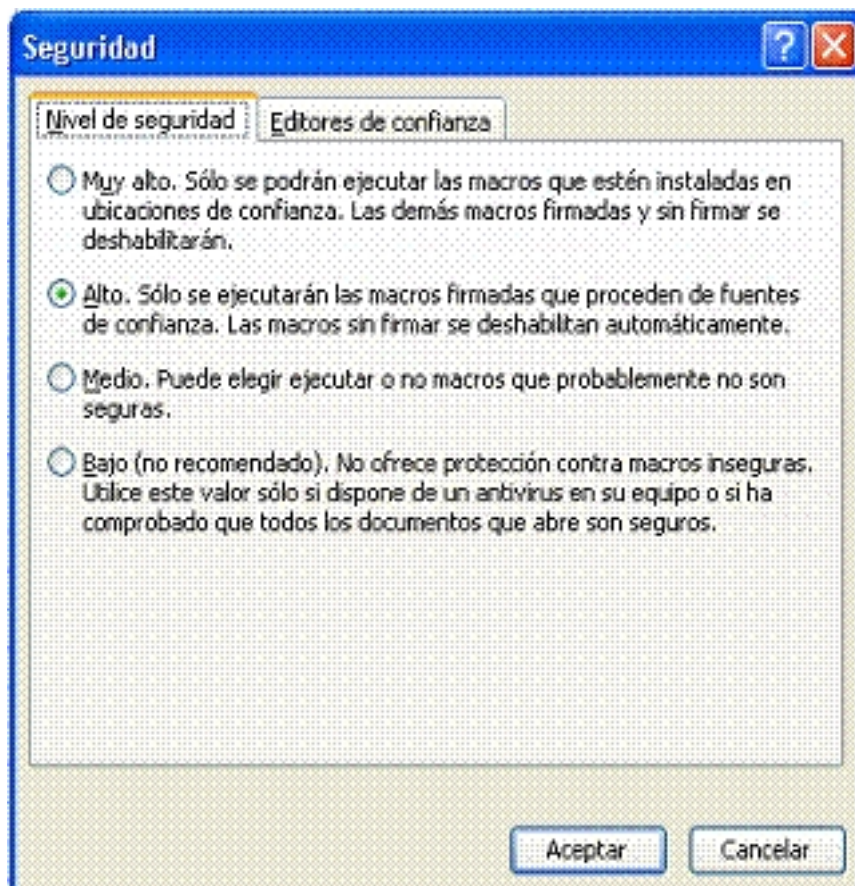 Seguridad
Nivel de seguridad
Editores de confianza
Muy alto. Sólo se podrán ejecutar las macros que estén instaladas en
ubicaciones de confianza. Las demás macros firmadas y sin firmar se
deshabilitarán.
Alto. Sólo se ejecutarán las macros firmadas que proceden de fuentes
de confianza. Las macros sin firmar se deshabilitan automáticamente.
Medio. Puede elegir ejecutar o no macros que probablemente no son
seguras.
Bajo (no recomendado). No ofrece protección contra macros inseguras.
Utilice este valor sólo si dispone de un antivirus en su equipo o si ha
comprobado que todos los documentos que abre son seguros.
Aceptar
Cancelar